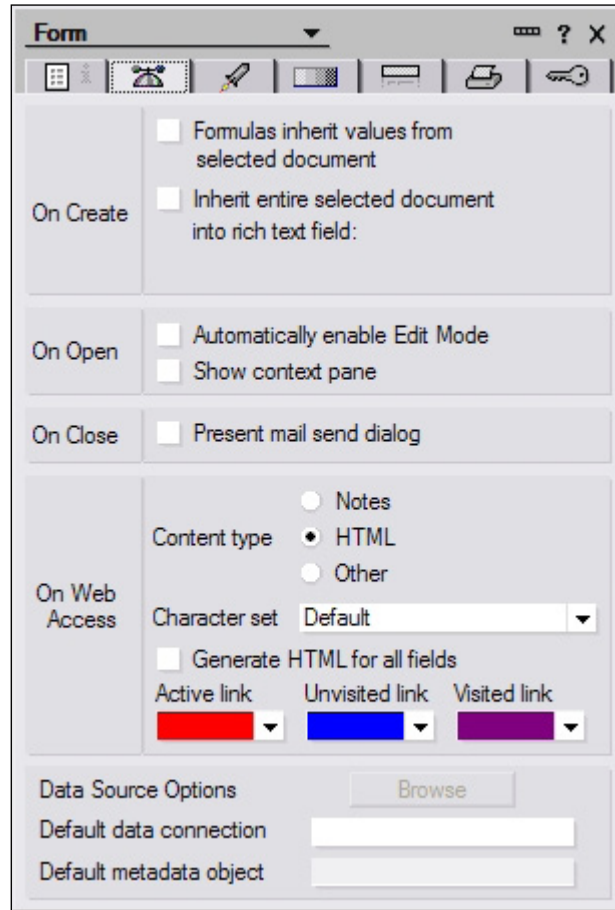 Form
? X
i
Formulas inherit values from
selected document
On Create
Inherit entire selected document
into rich text field:
On Open
Automatically enable Edit Mode
Show context pane
On Close
Present mail send dialog
On Web
Access
Content type
Notes
HTML
Other
Character set Default
Generate HTML for all fields
Active link Unvisited link Visited link
Data Source Options Browse
Default data connection
Default metadata object